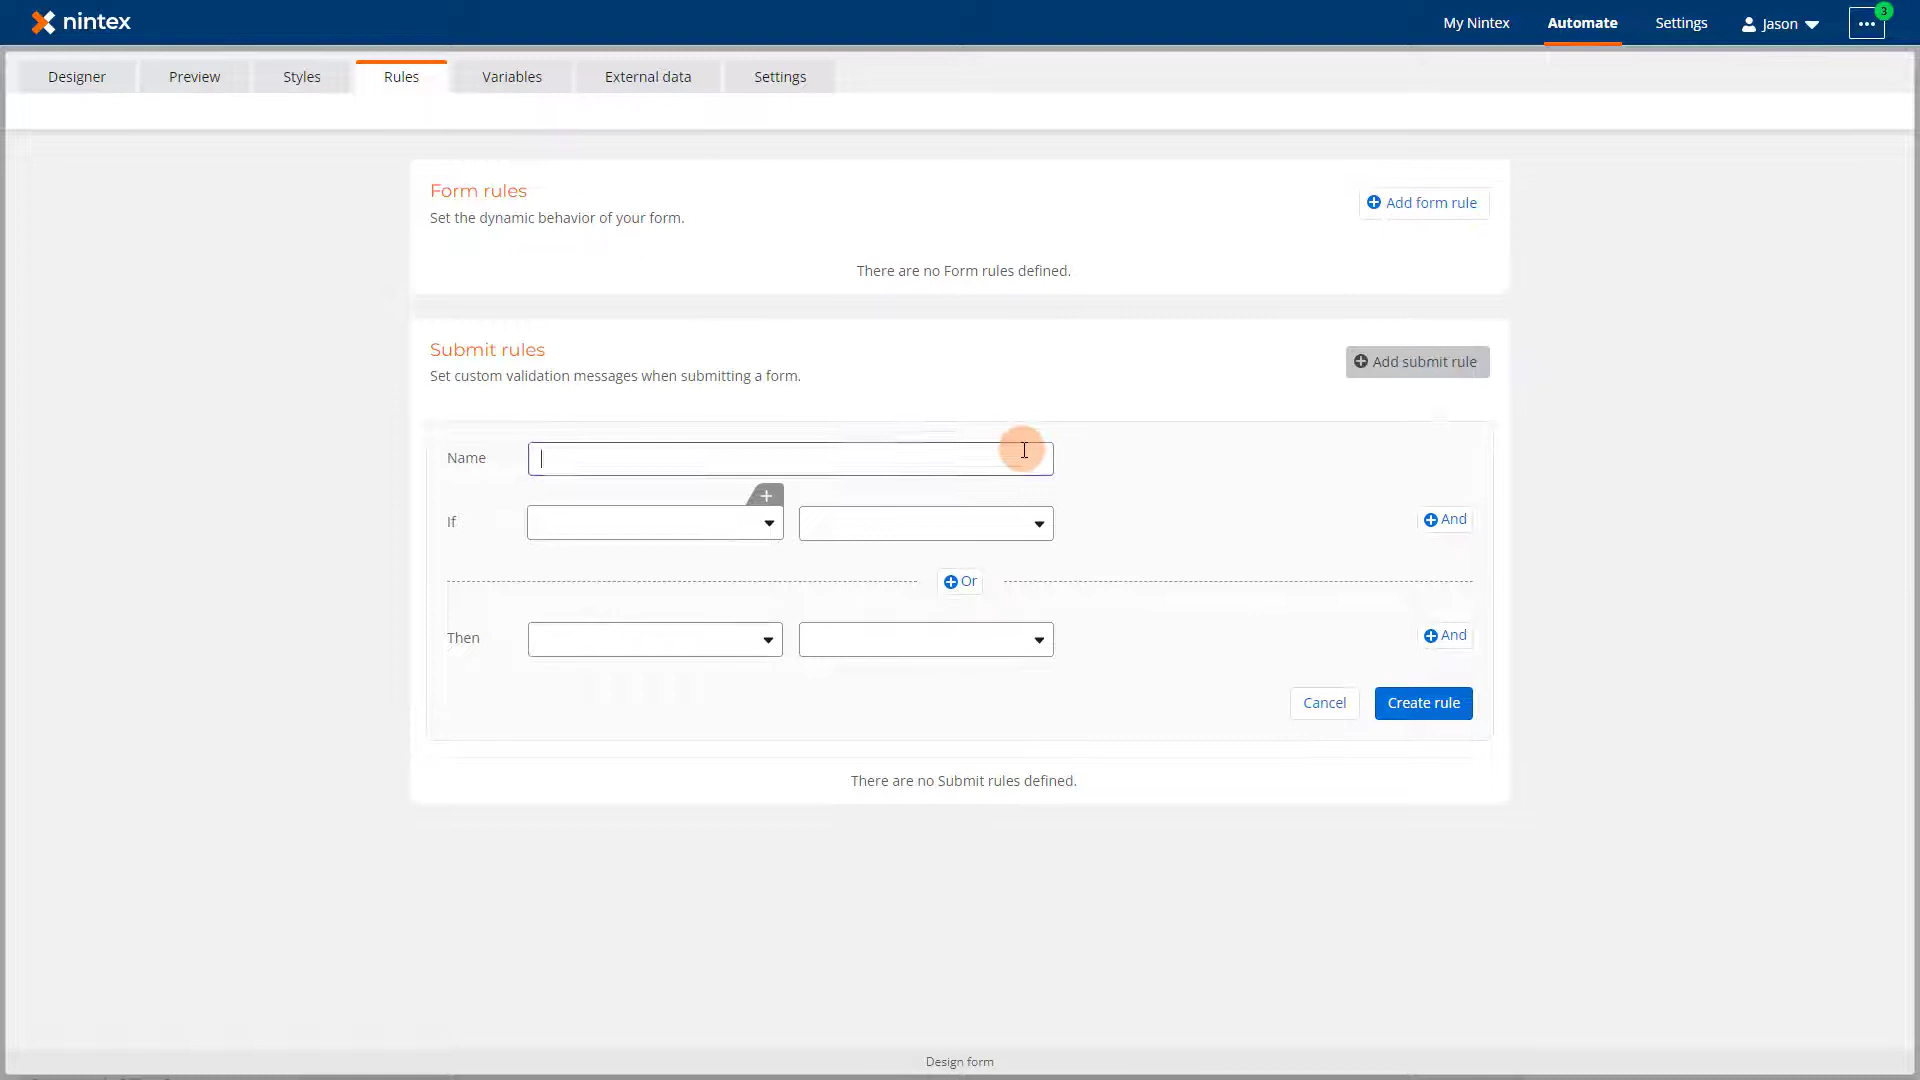 nintex
My Nintex
Automate
Settings
Jason
3
Designer
Preview
Styles
Rules
Variables
External data
Settings
Form rules
Add form rule
Set the dynamic behavior of your form.
There are no Form rules defined.
Submit rules
Add submit rule
Set custom validation messages when submitting a form.
Name
If
And
Or
Then
And
Cancel
Create rule
There are no Submit rules defined.
Design form